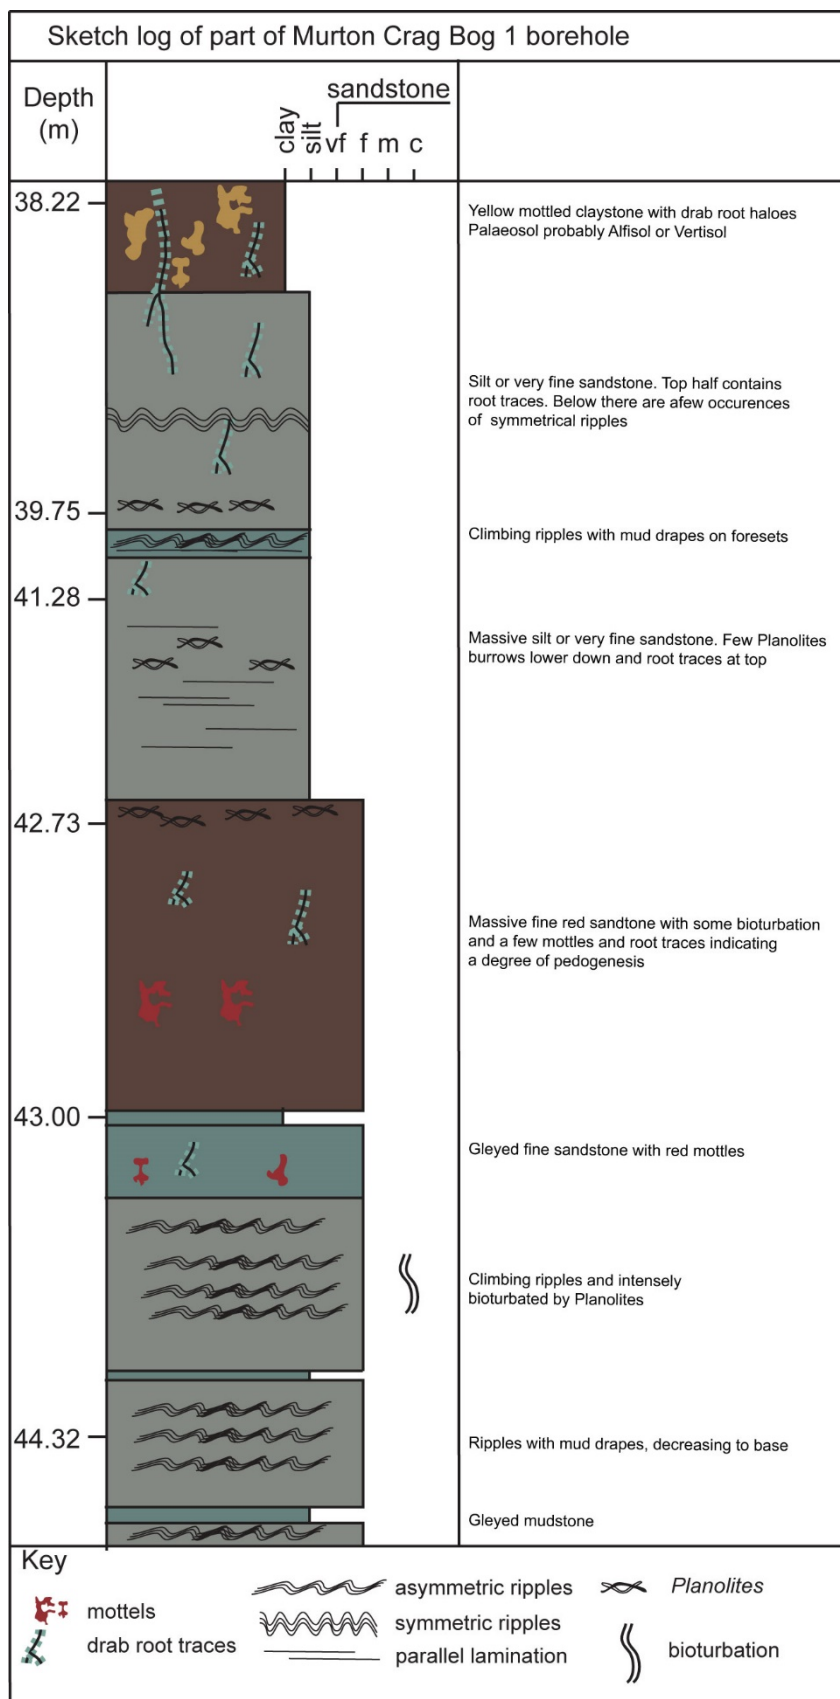 Sketch log of part of Murton Crag Bog 1 borehole
Depth
(m)
sandstone
clay
silt
vf f m c
38.22
Yellow mottled claystone with drab root haloes
Palaeosol probably Alfisol or Vertisol
Silt or very fine sandstone. Top half contains
root traces. Below there are afew occurences
of symmetrical ripples
39.75
Climbing ripples with mud drapes on foresets
41.28
Massive silt or very fine sandstone. Few Planolites
burrows lower down and root traces at top
42.73
Massive fine red sandtone with some bioturbation
and a few mottles and root traces indicating
a degree of pedogenesis
43.00
Gleyed fine sandstone with red mottles
Climbing ripples and intensely
bioturbated by Planolites
44.32
Ripples with mud drapes, decreasing to base
Gleyed mudstone
Key
mottels
drab root traces
asymmetric ripples
symmetric ripples
parallel lamination
Planolites
bioturbation